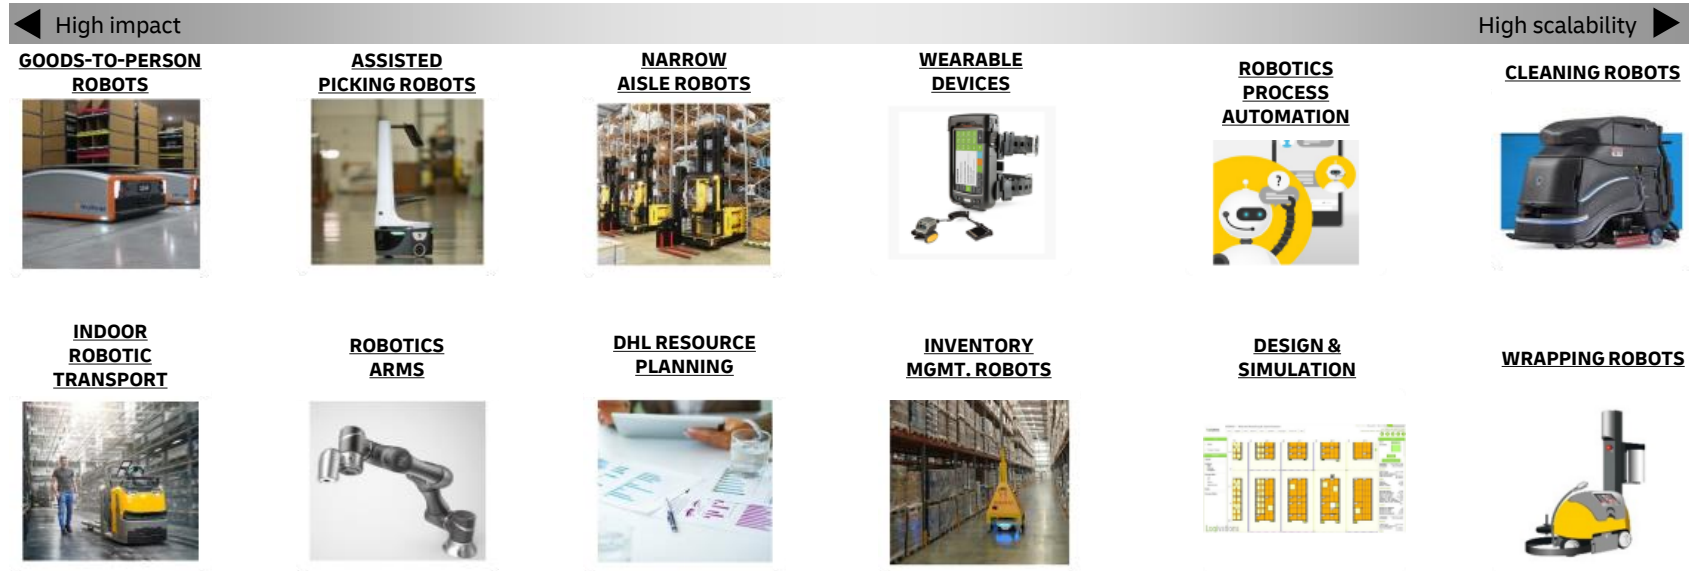 High impact
High scalability
GOODS-TO-PERSON
ROBOTS
ASSISTED
PICKING ROBOTS
NARROW
AISLE ROBOTS
WEARABLE
DEVICES
ROBOTICS
PROCESS
AUTOMATION
CLEANING ROBOTS
?
INDOOR
ROBOTIC
TRANSPORT
ROBOTICS
ARMS
DHL RESOURCE
PLANNING
INVENTORY
MGMT. ROBOTS
DESIGN &
SIMULATION
WRAPPING ROBOTS